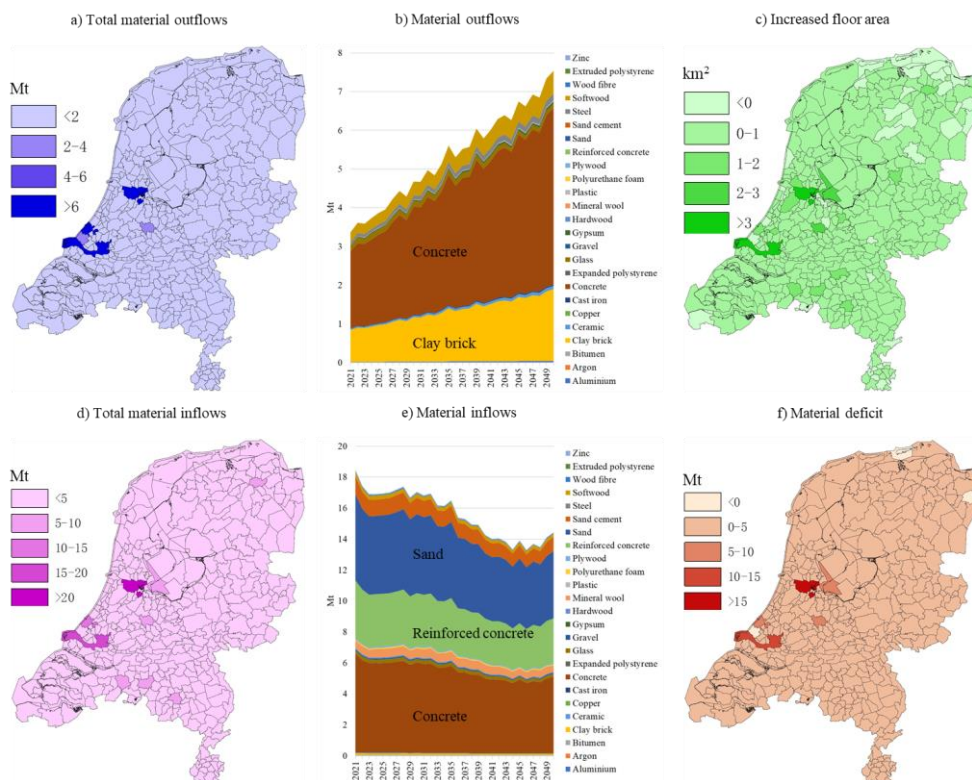 a) Total material outflows
Mt
<2
2-4
4-6
>6
b) Material outflows
8
7
6
5
4
3
2
1
0
Mt
Concrete
Clay brick
2021
2023
2025
2027
2029
2031
2033
2035
2037
2039
2041
2043
2045
2047
2049
Zinc
Extruded polystyrene
Wood fibre
Softwood
Steel
Sand cement
Sand
Reinforced concrete
Plywood
Polyurethane foam
Plastic
Mineral wool
Hardwood
Gypsum
Gravel
Glass
Expanded polystyrene
Concrete
Cast iron
Copper
Ceramic
Clay brick
Bitumen
Argon
Aluminium
c) Increased floor area
km²
<0
0-1
1-2
2-3
>3
d) Total material inflows
Mt
<5
5-10
10-15
15-20
>20
e) Material inflows
20
18
16
14
12
10
8
6
4
2
0
Mt
Sand
Reinforced concrete
Concrete
2021
2023
2025
2027
2029
2031
2033
2035
2037
2039
2041
2043
2045
2047
2049
Zinc
Extruded polystyrene
Wood fibre
Softwood
Steel
Sand cement
Sand
Reinforced concrete
Plywood
Polyurethane foam
Plastic
Mineral wool
Hardwood
Gypsum
Gravel
Glass
Expanded polystyrene
Concrete
Cast iron
Copper
Ceramic
Clay brick
Bitumen
Argon
Aluminium
f) Material deficit
Mt
<0
0-5
5-10
10-15
>15